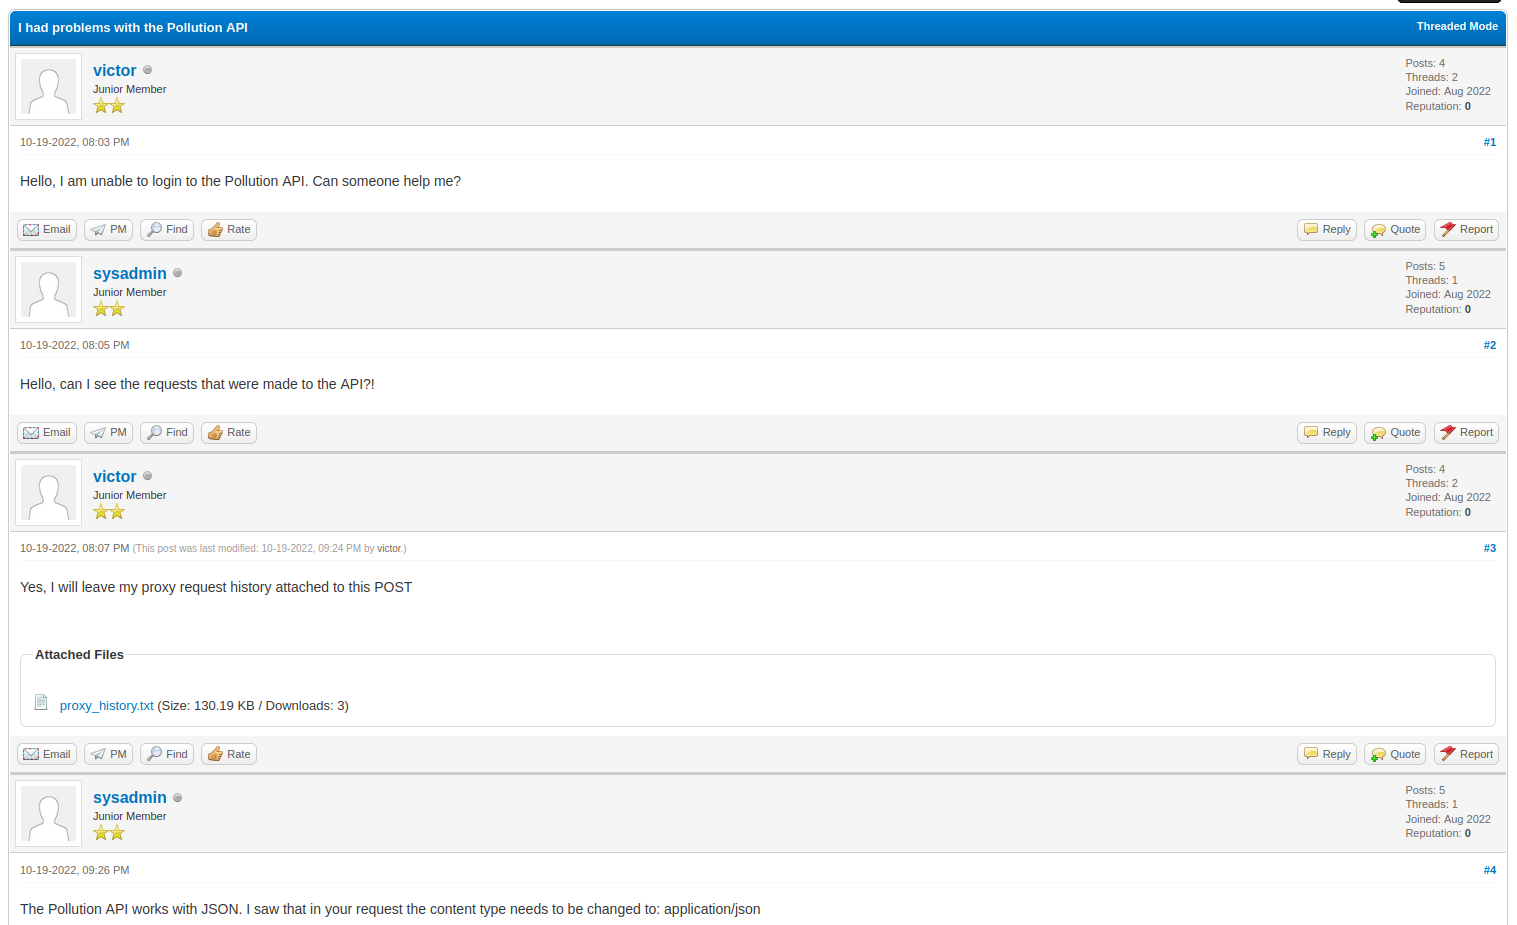 I had problems with the Pollution API
Threaded Mode
victor
Junior Member
Posts: 4
Threads: 2
Joined: Aug 2022
Reputation: 0
10-19-2022, 08:03 PM
#1
Hello, I am unable to login to the Pollution API. Can someone help me?
Email PM Find Rate
Reply Quote Report
sysadmin
Junior Member
Posts: 5
Threads: 1
Joined: Aug 2022
Reputation: 0
10-19-2022, 08:05 PM
#2
Hello, can I see the requests that were made to the API?!
Email PM Find Rate
Reply Quote Report
victor
Junior Member
Posts: 4
Threads: 2
Joined: Aug 2022
Reputation: 0
10-19-2022, 08:07 PM (This post was last modified: 10-19-2022, 09:24 PM by victor.)
#3
Yes, I will leave my proxy request history attached to this POST
Attached Files
proxy_history.txt (Size: 130.19 KB / Downloads: 3)
Email PM Find Rate
Reply Quote Report
sysadmin
Junior Member
Posts: 5
Threads: 1
Joined: Aug 2022
Reputation: 0
10-19-2022, 09:26 PM
#4
The Pollution API works with JSON. I saw that in your request the content type needs to be changed to: application/json